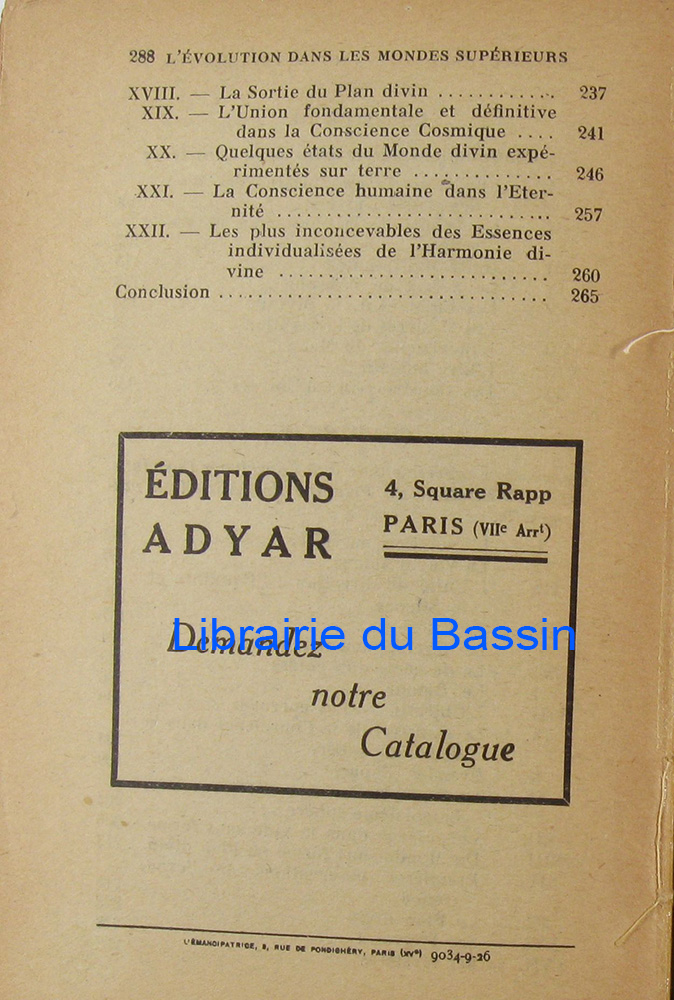 288 L'ÉVOLUTION DANS LES MONDES SUPÉRIEURS
XVIII. — La Sortie du Plan divin ............ 237
XIX. — L'Union fondamentale et définitive
dans la Conscience Cosmique .... 241
XX. — Quelques états du Monde divin expé-
rimentés sur terre .............. 246
XXI. — La Conscience humaine dans l'Eter-
nité ............................ 257
XXII. — Les plus inconcevables des Essences
individualisées de l'Harmonie di-
vine ............................ 260
Conclusion .................................. 265
ÉDITIONS
ADYAR
4, Square Rapp
PARIS (VIIe Arrt)
Librairie du Bassin
Demandez
notre
Catalogue
L'ÉMANCIPATRICE, 3, RUE DE PONDICHÉRY, PARIS (XVe) 9034-9-26